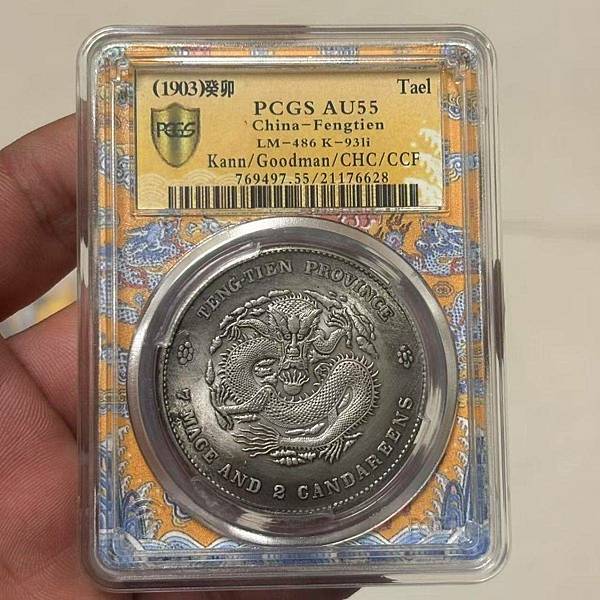 (1903)癸卯 Tael
PCGS
PCGS AU55
China-Fengtien
LM-486 K-931i
Kann/Goodman/CHC/CCF
769497.55/21176628
FENG-TIEN PROVINCE
7 MACE AND 2 CANDAREENS